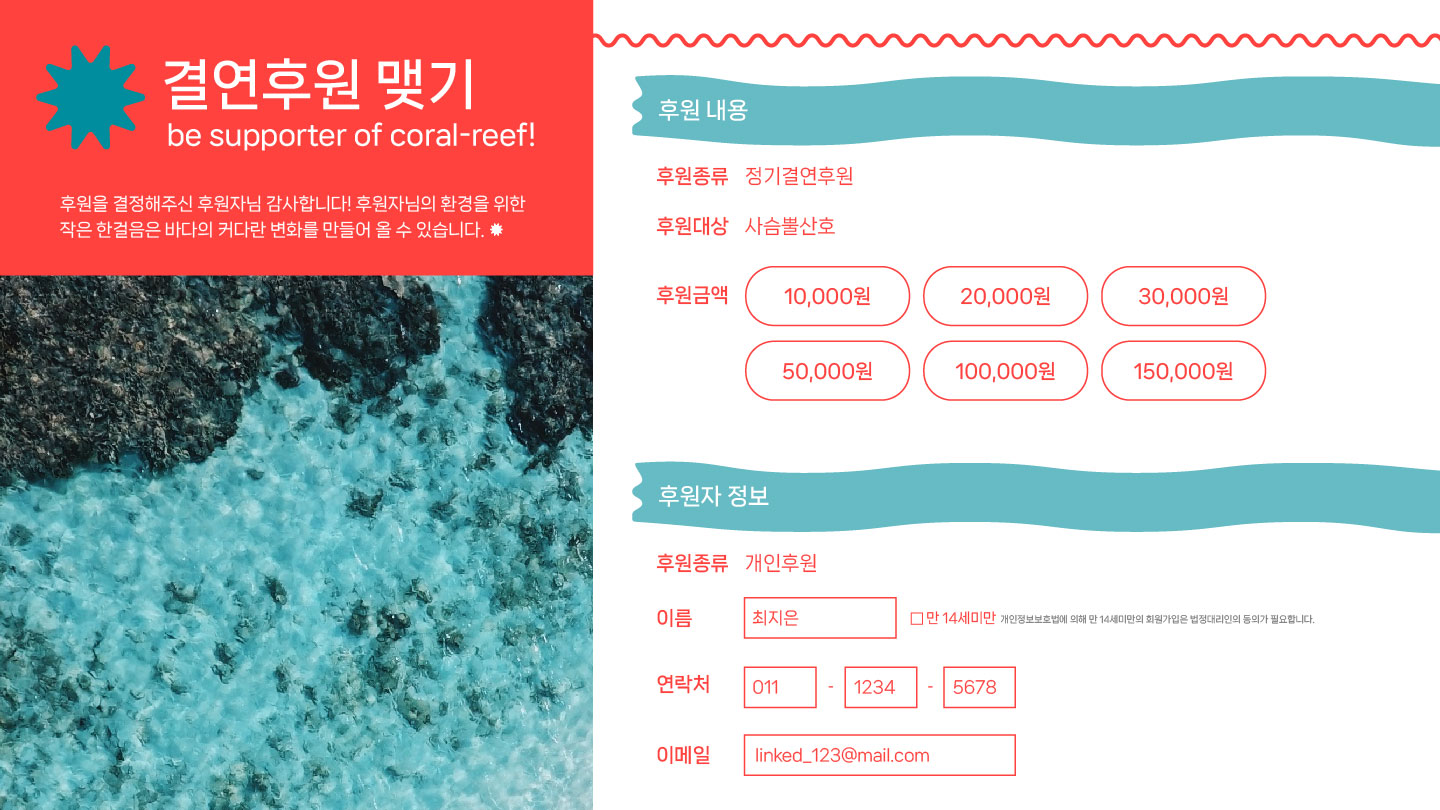 결연후원 맺기
be supporter of coral-reef!
후원을 결정해주신 후원자님 감사합니다! 후원자님의 환경을 위한
작은 한걸음은 바다의 커다란 변화를 만들어 올 수 있습니다.
후원 내용
후원종류 정기결연후원
후원대상 사슴뿔산호
후원금액 10,000원 20,000원 30,000원
50,000원 100,000원 150,000원
후원자 정보
후원종류 개인후원
이름 최지은 만 14세미만 개인정보보호법에 의해 만 14세미만의 회원가입은 법정대리인의 동의가 필요합니다.
연락처 011 - 1234 - 5678
이메일 linked_123@mail.com